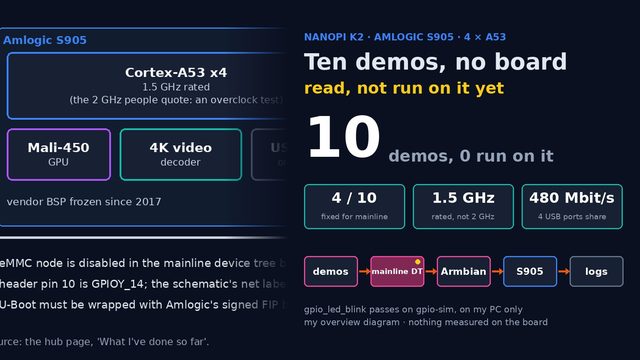 Amlogic S905
Cortex-A53 x4
1.5 GHz rated
(the 2 GHz people quote: an overclock test)
Mali-450
GPU
4K video
decoder
vendor BSP frozen since 2017
eMMC node is disabled in the mainline device tree
header pin 10 is GPIOY_14; the schematic's net
U-Boot must be wrapped with Amlogic's signed FIP
the hub page, 'What I've done so far'.
NANOPI K2 · AMLOGIC S905 · 4 × A53
Ten demos, no board
read, not run on it yet
10 demos, 0 run on it
4 / 10
fixed for mainline
1.5 GHz
rated, not 2 GHz
480 Mbit/s
4 USB ports share
demos
mainline DT
Armbian
S905
logs
gpio_led_blink passes on gpio-sim, on my PC only
my overview diagram · nothing measured on the board